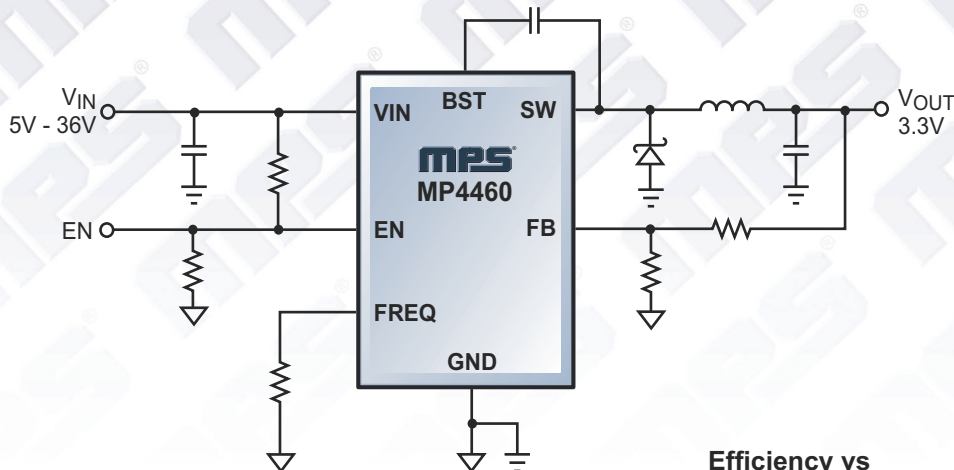 VIN
5V - 36V
EN
VIN
BST
SW
mps®
MP4460
EN
FB
FREQ
GND
VOUT
3.3V
Efficiency vs